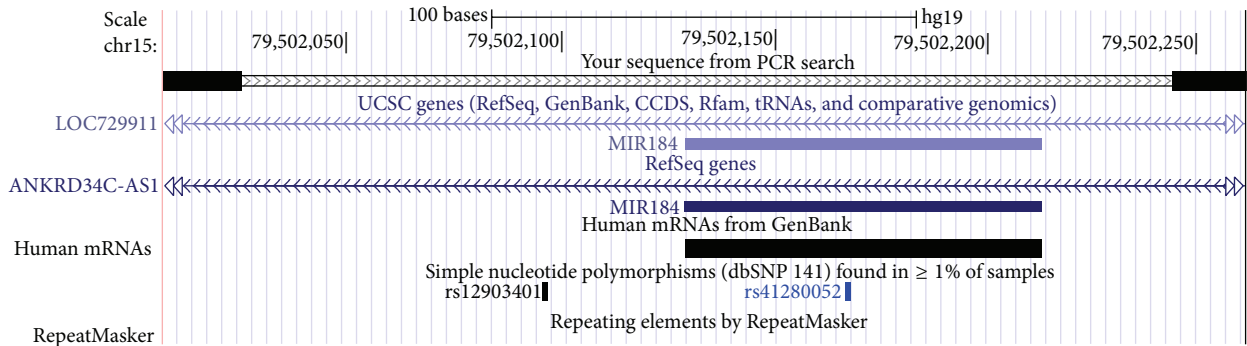 Scale 100 bases hg19
chr15: 79,502,050 79,502,100 79,502,150 79,502,200 79,502,250
Your sequence from PCR search
UCSC genes (RefSeq, GenBank, CCDS, Rfam, tRNAs, and comparative genomics)
LOC729911
MIR184
RefSeq genes
ANKRD34C-AS1
MIR184
Human mRNAs from GenBank
Human mRNAs
Simple nucleotide polymorphisms (dbSNP 141) found in ≥ 1% of samples
rs12903401 rs41280052
Repeating elements by RepeatMasker
RepeatMasker